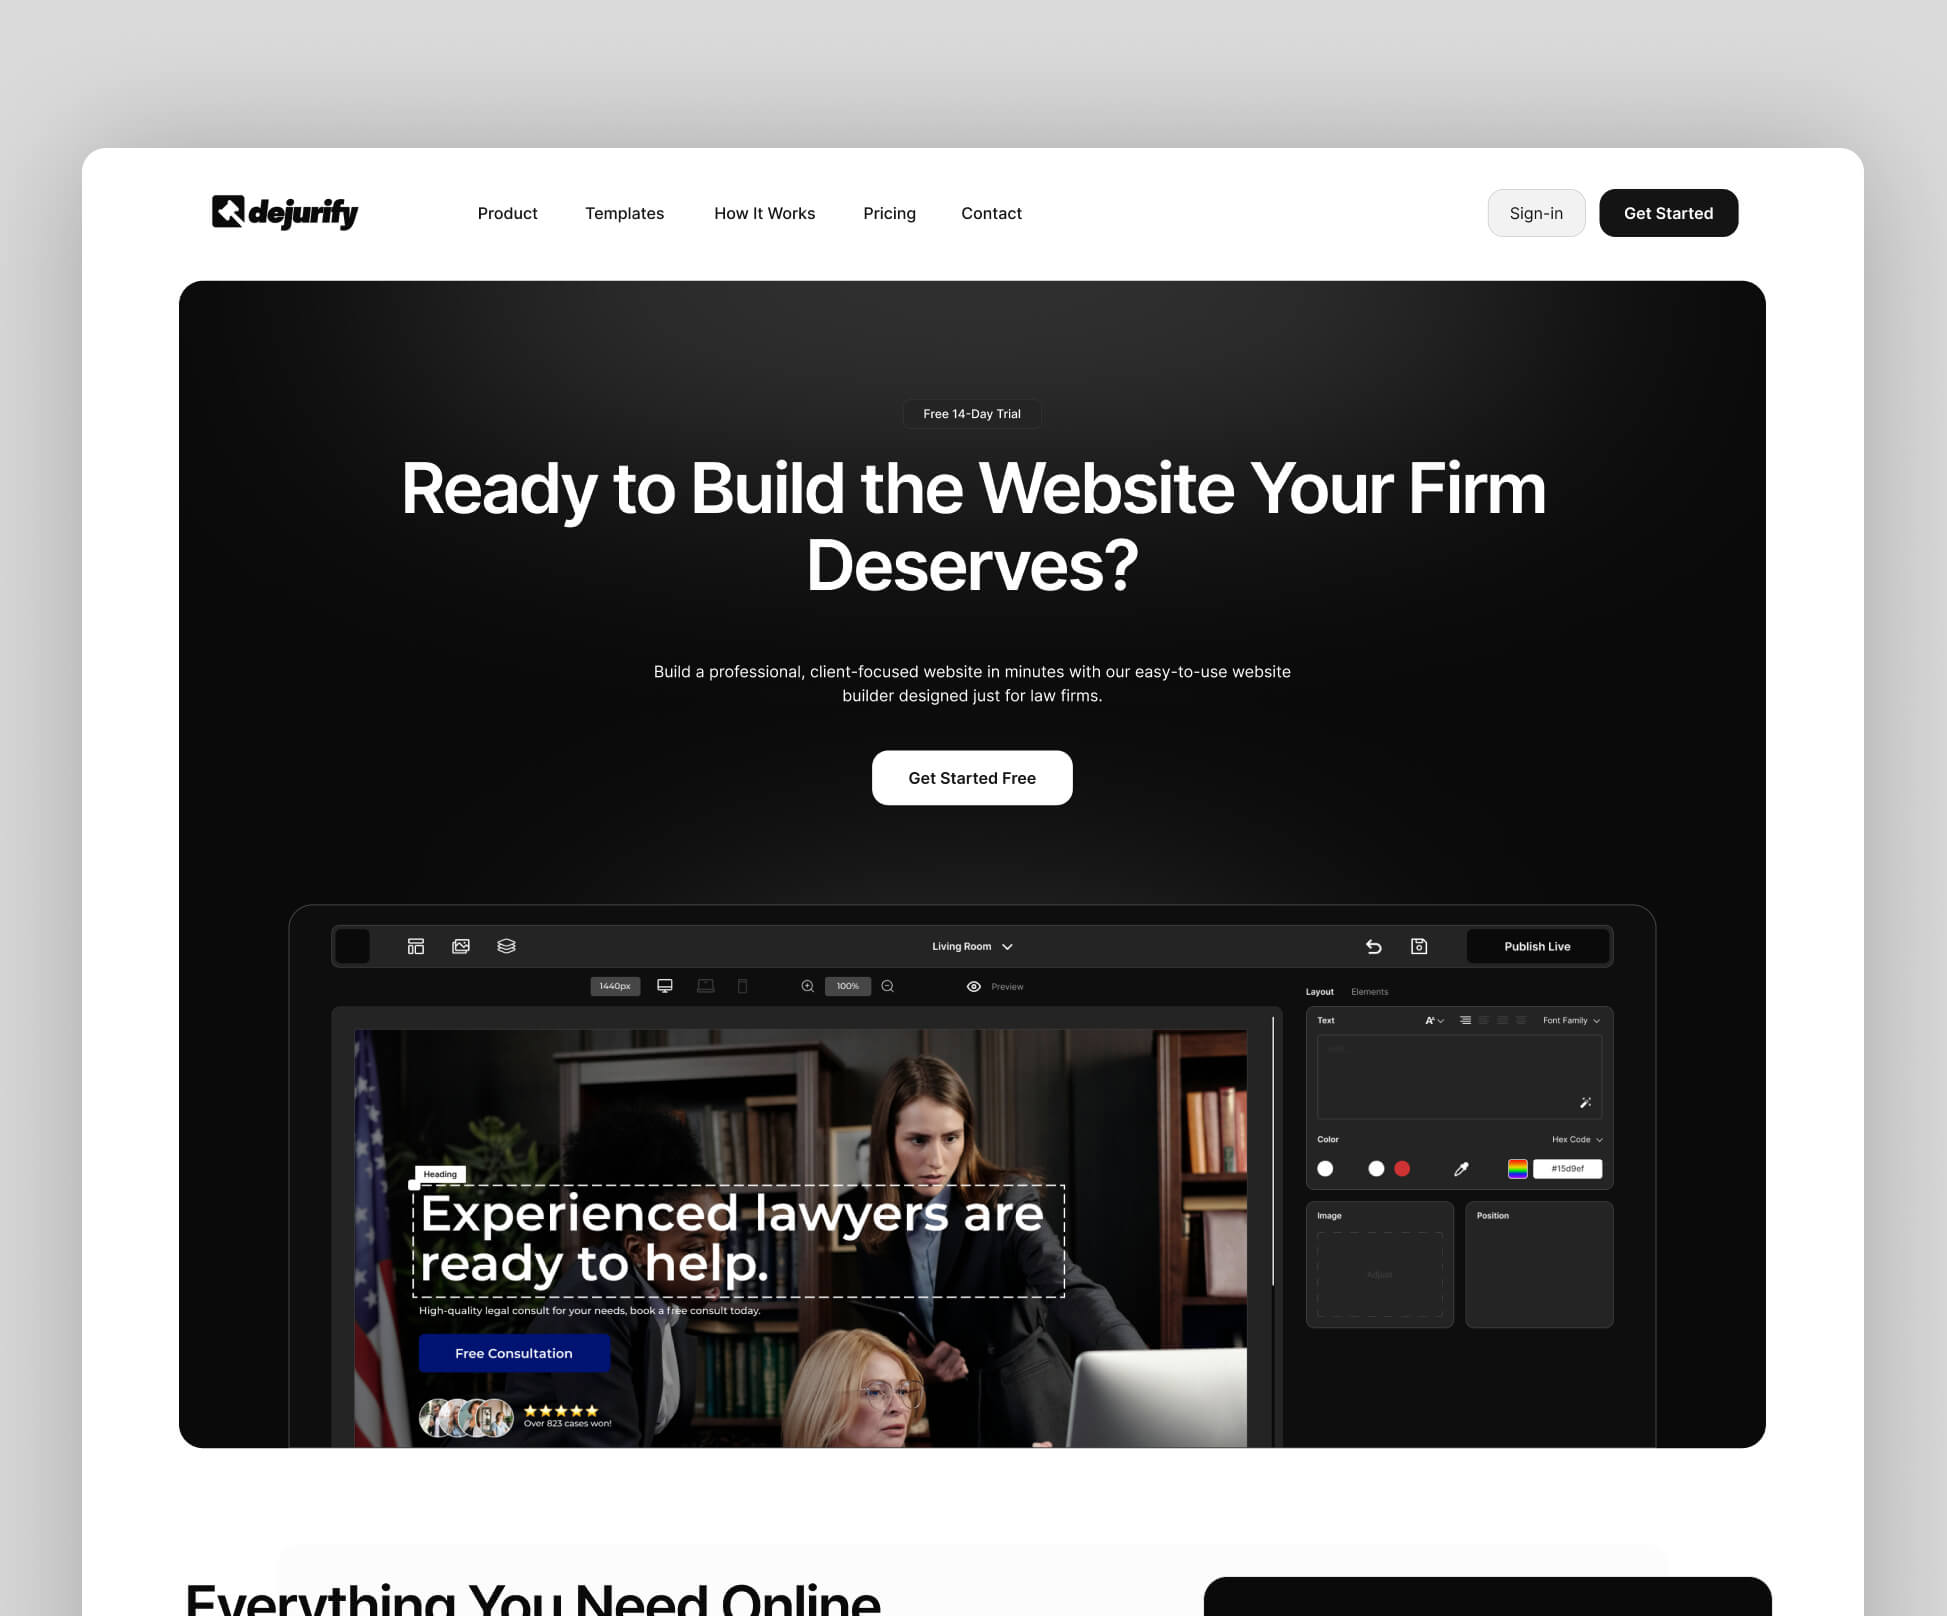 dejurify
Product
Templates
How It Works
Pricing
Contact
Sign-in
Get Started
Free 14-Day Trial
Ready to Build the Website Your Firm
Deserves?
Build a professional, client-focused website in minutes with our easy-to-use website
builder designed just for law firms.
Get Started Free
Living Room
Publish Live
1440px
100%
Preview
Layout
Elements
Text
Font Family
Color
Hex Code
#15d9ef
Image
Position
Adjust
Heading
Experienced lawyers are
ready to help.
High-quality legal consult for your needs, book a free consult today.
Free Consultation
Over 823 cases won!
Everything You Need Online